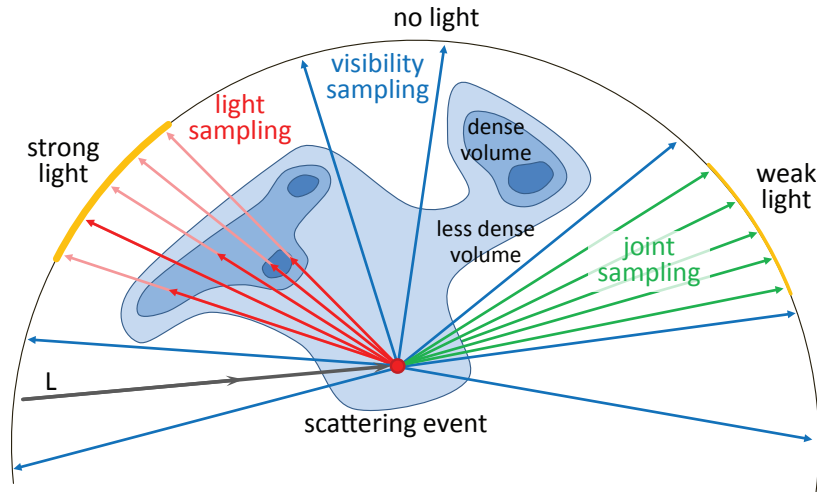 no light
visibility
sampling
light
sampling
strong
light
dense
volume
weak
light
less dense
volume
joint
sampling
L
scattering event